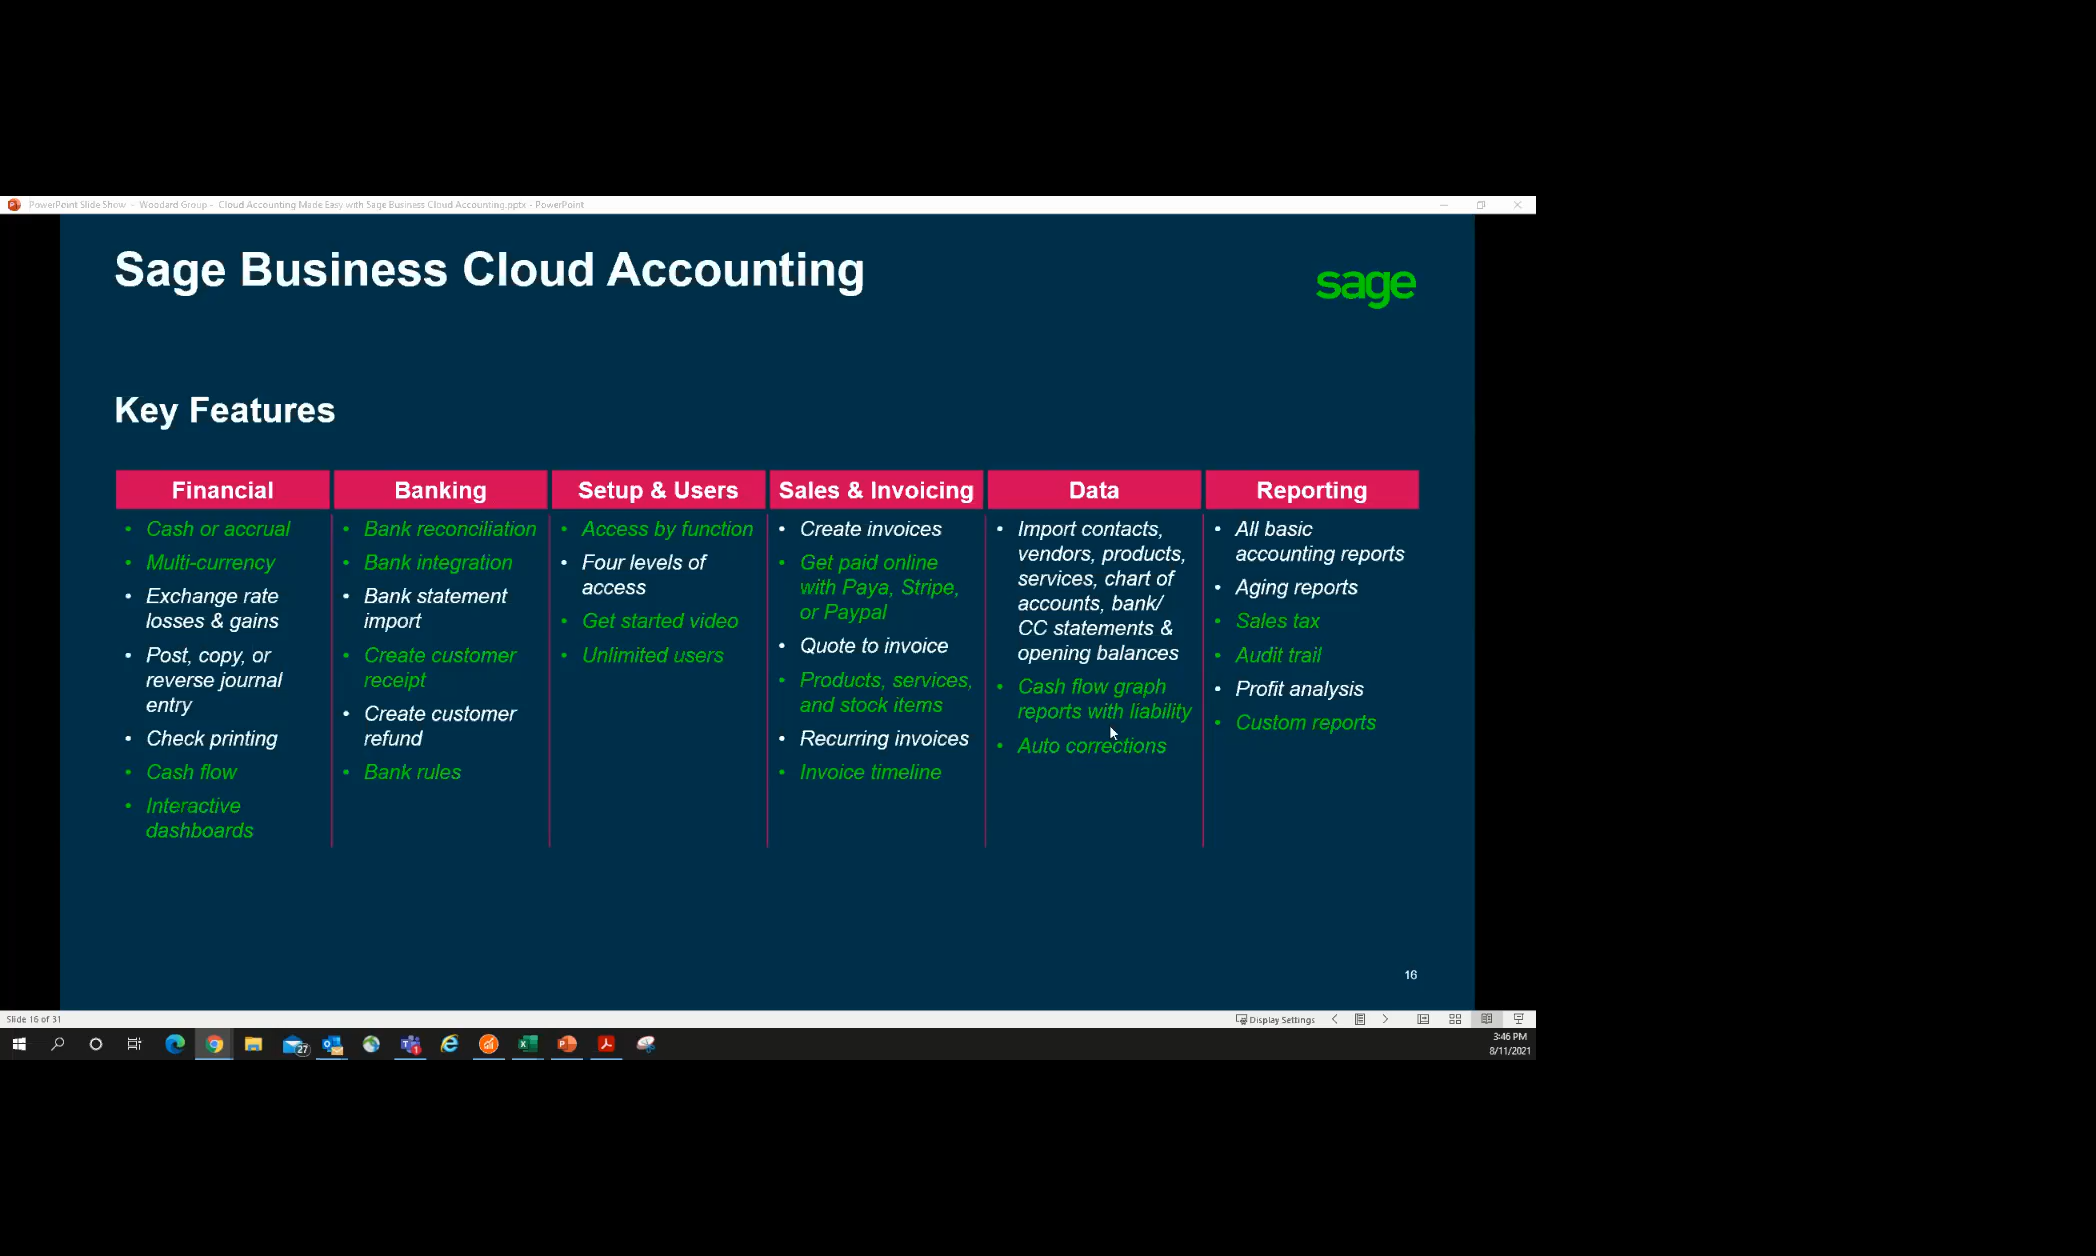 PowerPoint Slide Show - Woodard Group - Cloud Accounting Made Easy with Sage Business Cloud Accounting.pptx - PowerPoint
Sage Business Cloud Accounting
sage
Key Features
Financial
• Cash or accrual
• Multi-currency
• Exchange rate
losses & gains
• Post, copy, or
reverse journal
entry
• Check printing
• Cash flow
• Interactive
dashboards
Banking
• Bank reconciliation
• Bank integration
• Bank statement
import
• Create customer
receipt
• Create customer
refund
• Bank rules
Setup & Users
• Access by function
• Four levels of
access
• Get started video
• Unlimited users
Sales & Invoicing
• Create invoices
• Get paid online
with Paya, Stripe,
or Paypal
• Quote to invoice
• Products, services,
and stock items
• Recurring invoices
• Invoice timeline
Data
• Import contacts,
vendors, products,
services, chart of
accounts, bank/
CC statements &
opening balances
• Cash flow graph
reports with liability
• Auto corrections
Reporting
• All basic
accounting reports
• Aging reports
• Sales tax
• Audit trail
• Profit analysis
• Custom reports
16
Slide 16 of 31
Display Settings
27
1
3:46 PM
8/11/2021